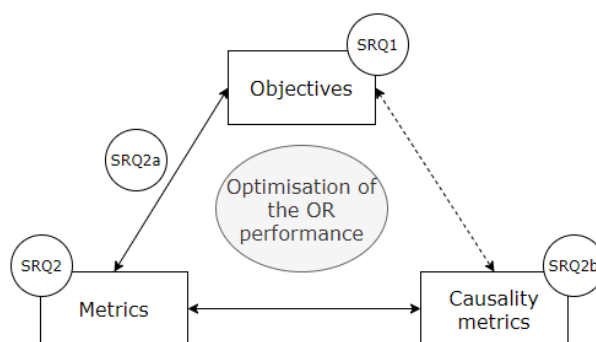 SRQ1
Objectives
SRQ2a
Optimisation of
the OR
performance
SRQ2
Metrics
SRQ2b
Causality
metrics